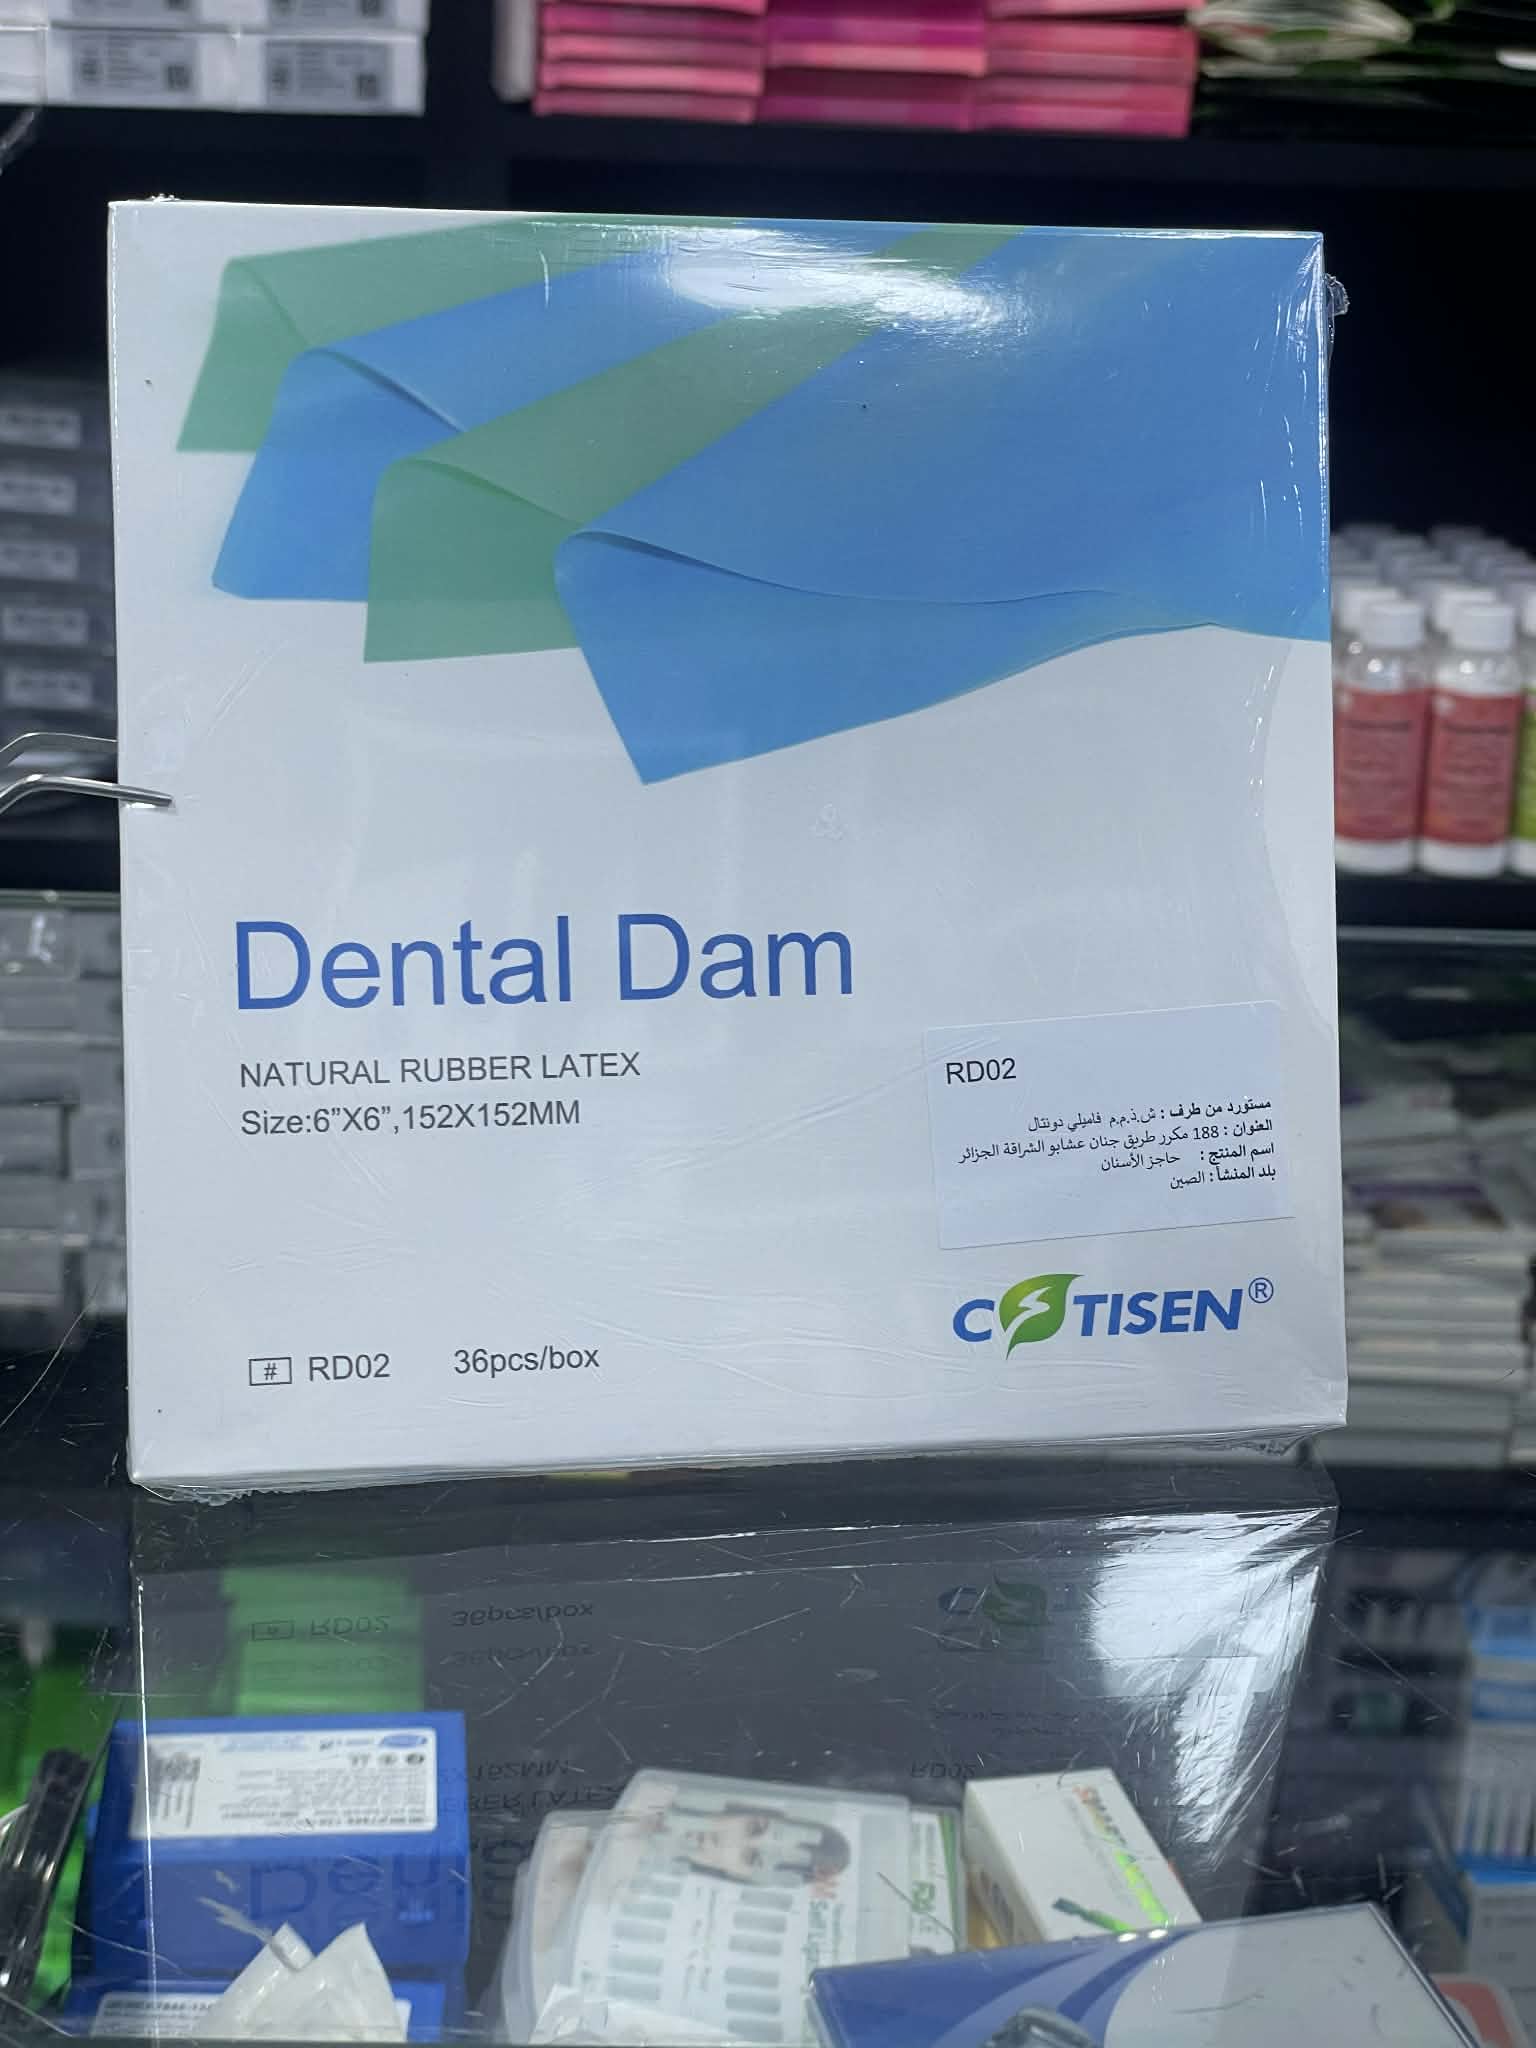 Dental Dam
NATURAL RUBBER LATEX
Size:6”X6”,152X152MM
RD02
مستورد من طرف : ش.ذ.م.م فاميلي دونتال
العنوان : 188 مكرر طريق جنان عشابو الشراقة الجزائر
اسم المنتج : حاجز الأسنان
بلد المنشأ : الصين
COTISEN®
# RD02 36pcs/box